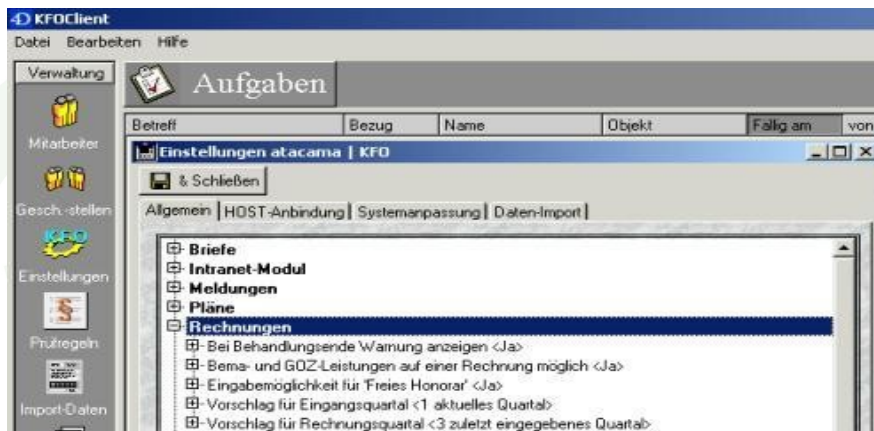 KFOClient
Datei Bearbeiten Hilfe
Verwaltung
Aufgaben
Betreff Bezug Name Objekt Fällig am von
Mitarbeiter
Einstellungen atacama | KFO
& Schließen
Gesch.-stellen
Allgemein HOST-Anbindung Systemanpassung Daten-Import
KFO
Briefe
Intranet-Modul
Einstellungen
Meldungen
Pläne
Rechnungen
Bei Behandlungsende Warnung anzeigen <Ja>
Prüfregeln
Bema- und GOZ-Leistungen auf einer Rechnung möglich <Ja>
Eingabemöglichkeit für 'Freies Honorar' <Ja>
Vorschlag für Eingangsquartal <1 aktuelles Quartal>
Import-Daten
Vorschlag für Rechnungsquartal <3 zuletzt eingegebenes Quartal>